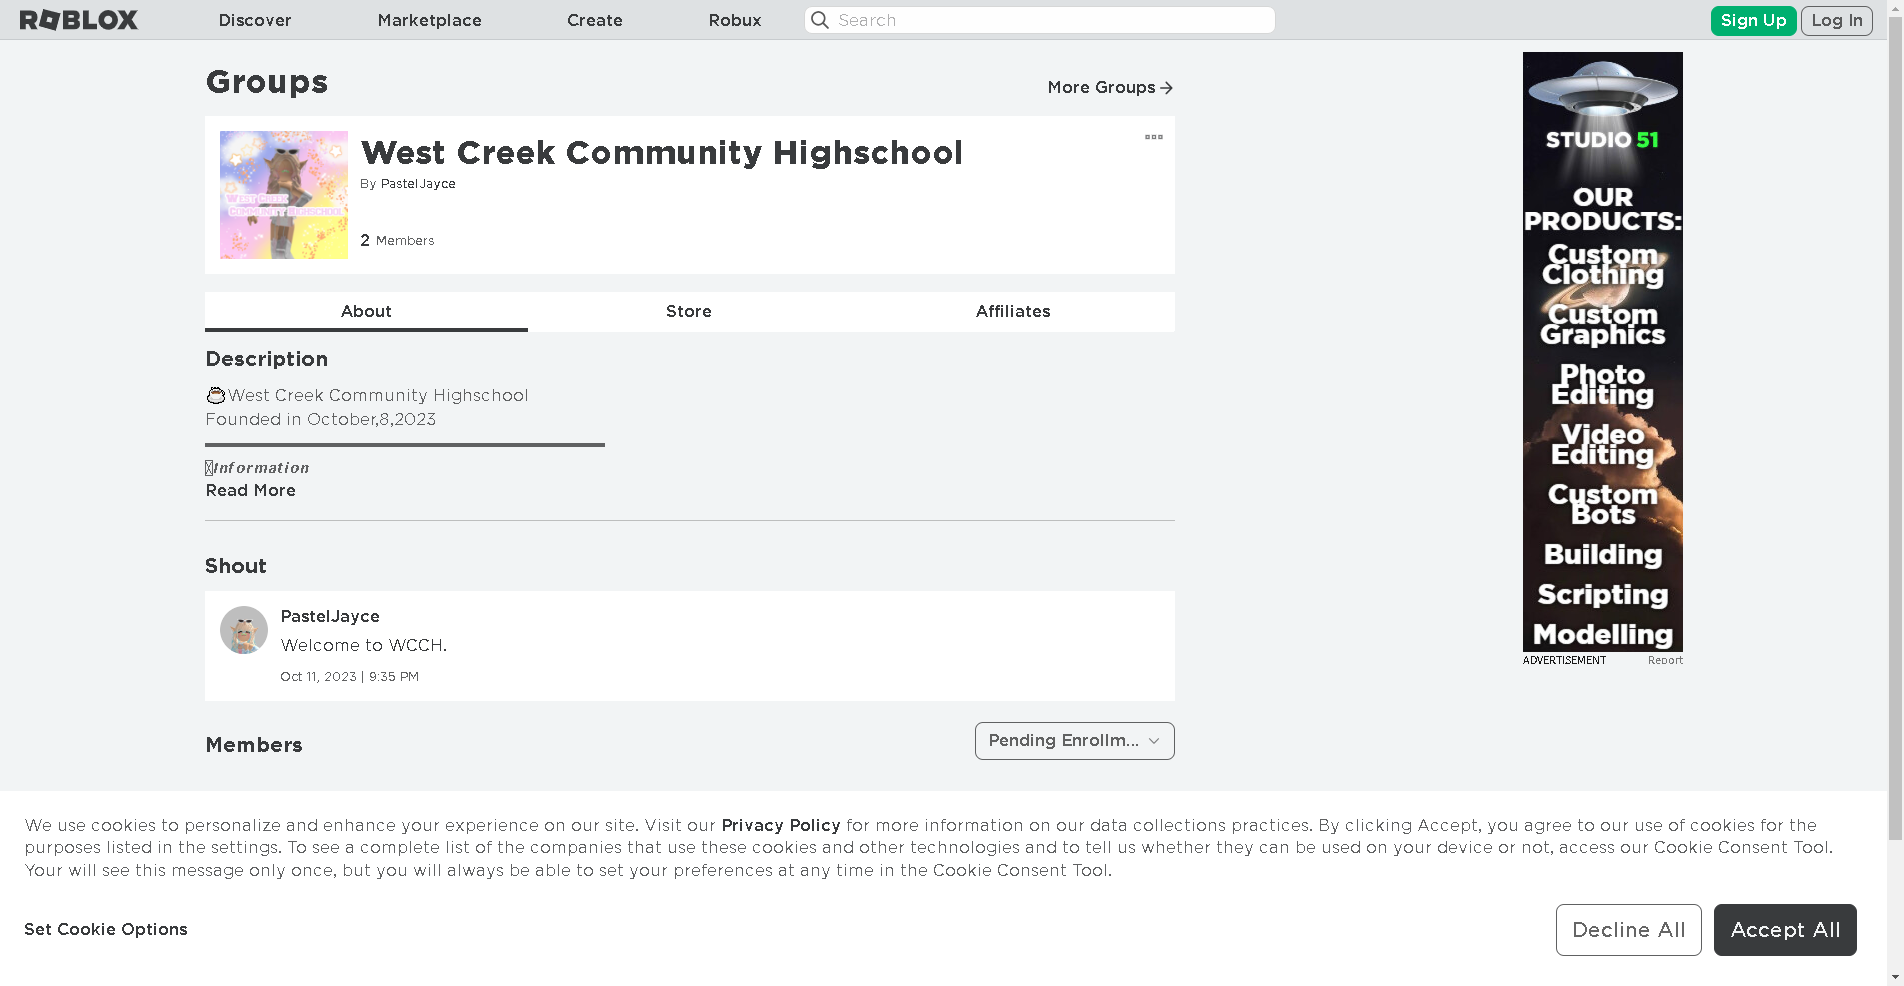 ROBLOX
Discover
Marketplace
Create
Robux
Search
Sign Up
Log In
Groups
More Groups
West Creek Community Highschool
By PastelJayce
2 Members
WEST CREEK
COMMUNITY HIGHSCHOOL
About
Store
Affiliates
Description
☕West Creek Community Highschool
Founded in October,8,2023
Information
Read More
Shout
PastelJayce
Welcome to WCCH.
Oct 11, 2023 | 9:35 PM
Members
Pending Enrollm...
STUDIO 51
OUR
PRODUCTS:
Custom
Clothing
Custom
Graphics
Photo
Editing
Video
Editing
Custom
Bots
Building
Scripting
Modelling
ADVERTISEMENT
Report
We use cookies to personalize and enhance your experience on our site. Visit our Privacy Policy for more information on our data collections practices. By clicking Accept, you agree to our use of cookies for the
purposes listed in the settings. To see a complete list of the companies that use these cookies and other technologies and to tell us whether they can be used on your device or not, access our Cookie Consent Tool.
Your will see this message only once, but you will always be able to set your preferences at any time in the Cookie Consent Tool.
Set Cookie Options
Decline All
Accept All